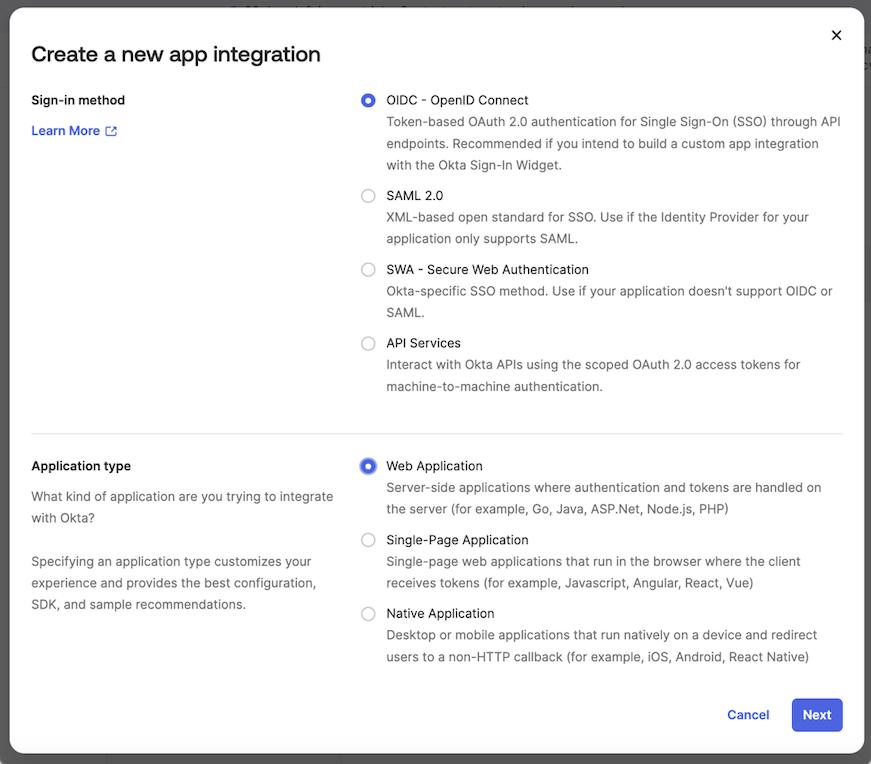 Create a new app integration
Sign-in method
Learn More
OIDC - OpenID Connect
Token-based OAuth 2.0 authentication for Single Sign-On (SSO) through API
endpoints. Recommended if you intend to build a custom app integration
with the Okta Sign-In Widget.
SAML 2.0
XML-based open standard for SSO. Use if the Identity Provider for your
application only supports SAML.
SWA - Secure Web Authentication
Okta-specific SSO method. Use if your application doesn't support OIDC or
SAML.
API Services
Interact with Okta APIs using the scoped OAuth 2.0 access tokens for
machine-to-machine authentication.
Application type
What kind of application are you trying to integrate
with Okta?
Specifying an application type customizes your
experience and provides the best configuration,
SDK, and sample recommendations.
Web Application
Server-side applications where authentication and tokens are handled on
the server (for example, Go, Java, ASP.Net, Node.js, PHP)
Single-Page Application
Single-page web applications that run in the browser where the client
receives tokens (for example, Javascript, Angular, React, Vue)
Native Application
Desktop or mobile applications that run natively on a device and redirect
users to a non-HTTP callback (for example, iOS, Android, React Native)
Cancel
Next